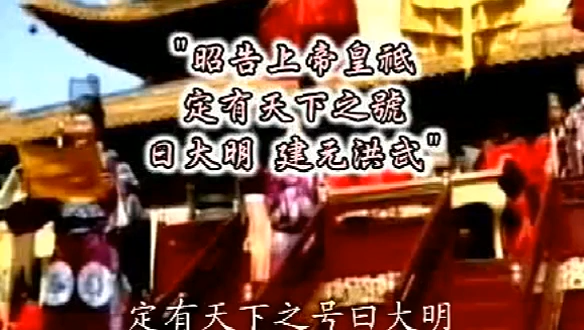 "昭告上帝皇祇
定有天下之號
曰大明 建元洪武"
定有天下之号曰大明